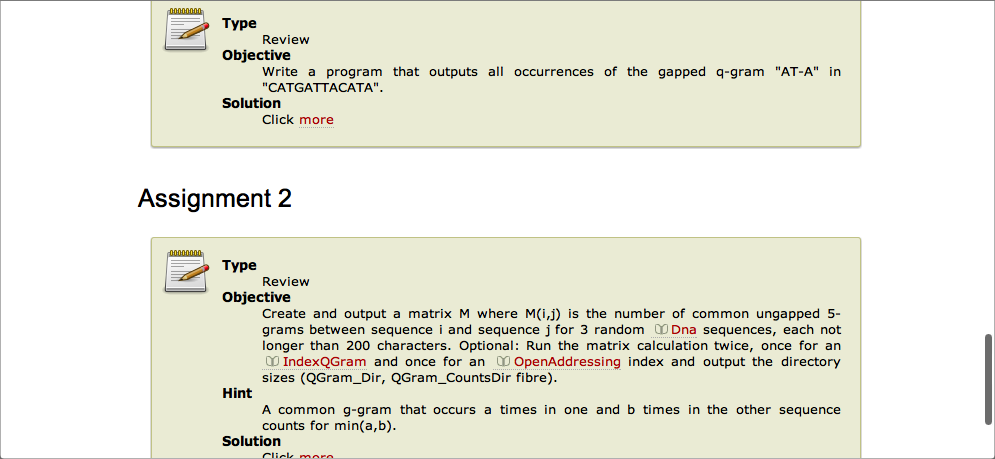 Type
Review
Objective
Write a program that outputs all occurrences of the gapped q-gram "AT-A" in
"CATGATTACATA".
Solution
Click more
Assignment 2
Type
Review
Objective
Create and output a matrix M where M(i,j) is the number of common ungapped 5-
grams between sequence i and sequence j for 3 random Dna sequences, each not
longer than 200 characters. Optional: Run the matrix calculation twice, once for an
IndexQGram and once for an OpenAddressing index and output the directory
sizes (QGram_Dir, QGram_CountsDir fibre).
Hint
A common g-gram that occurs a times in one and b times in the other sequence
counts for min(a,b).
Solution
Click more